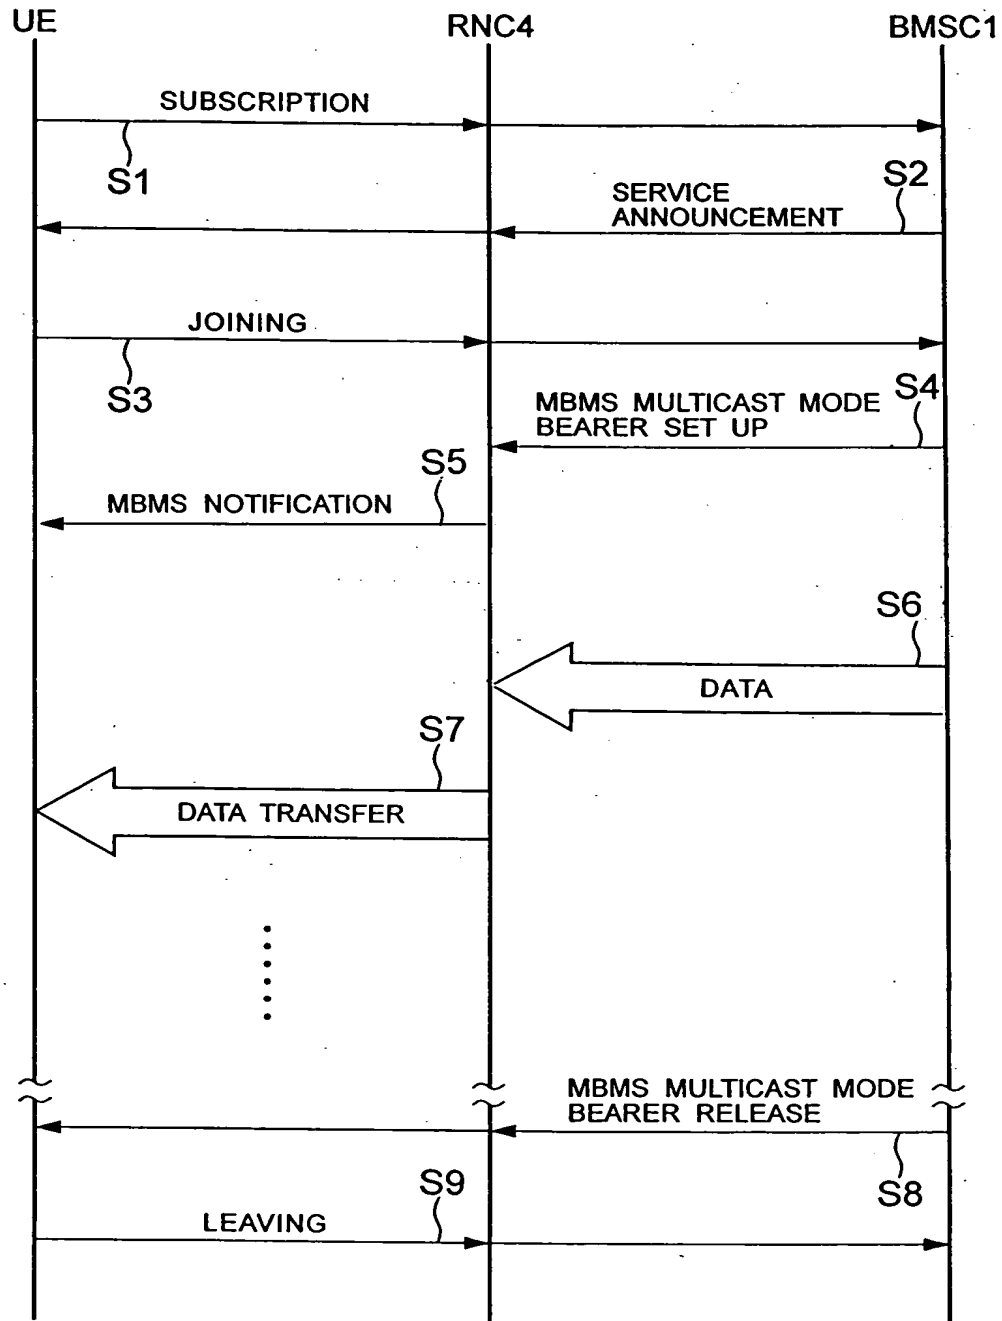 UE
RNC4
BMSC1
SUBSCRIPTION
S1
S2
SERVICE
ANNOUNCEMENT
JOINING
S3
S4
MBMS MULTICAST MODE
BEARER SET UP
S5
MBMS NOTIFICATION
S6
DATA
S7
DATA TRANSFER
MBMS MULTICAST MODE
BEARER RELEASE
S8
S9
LEAVING